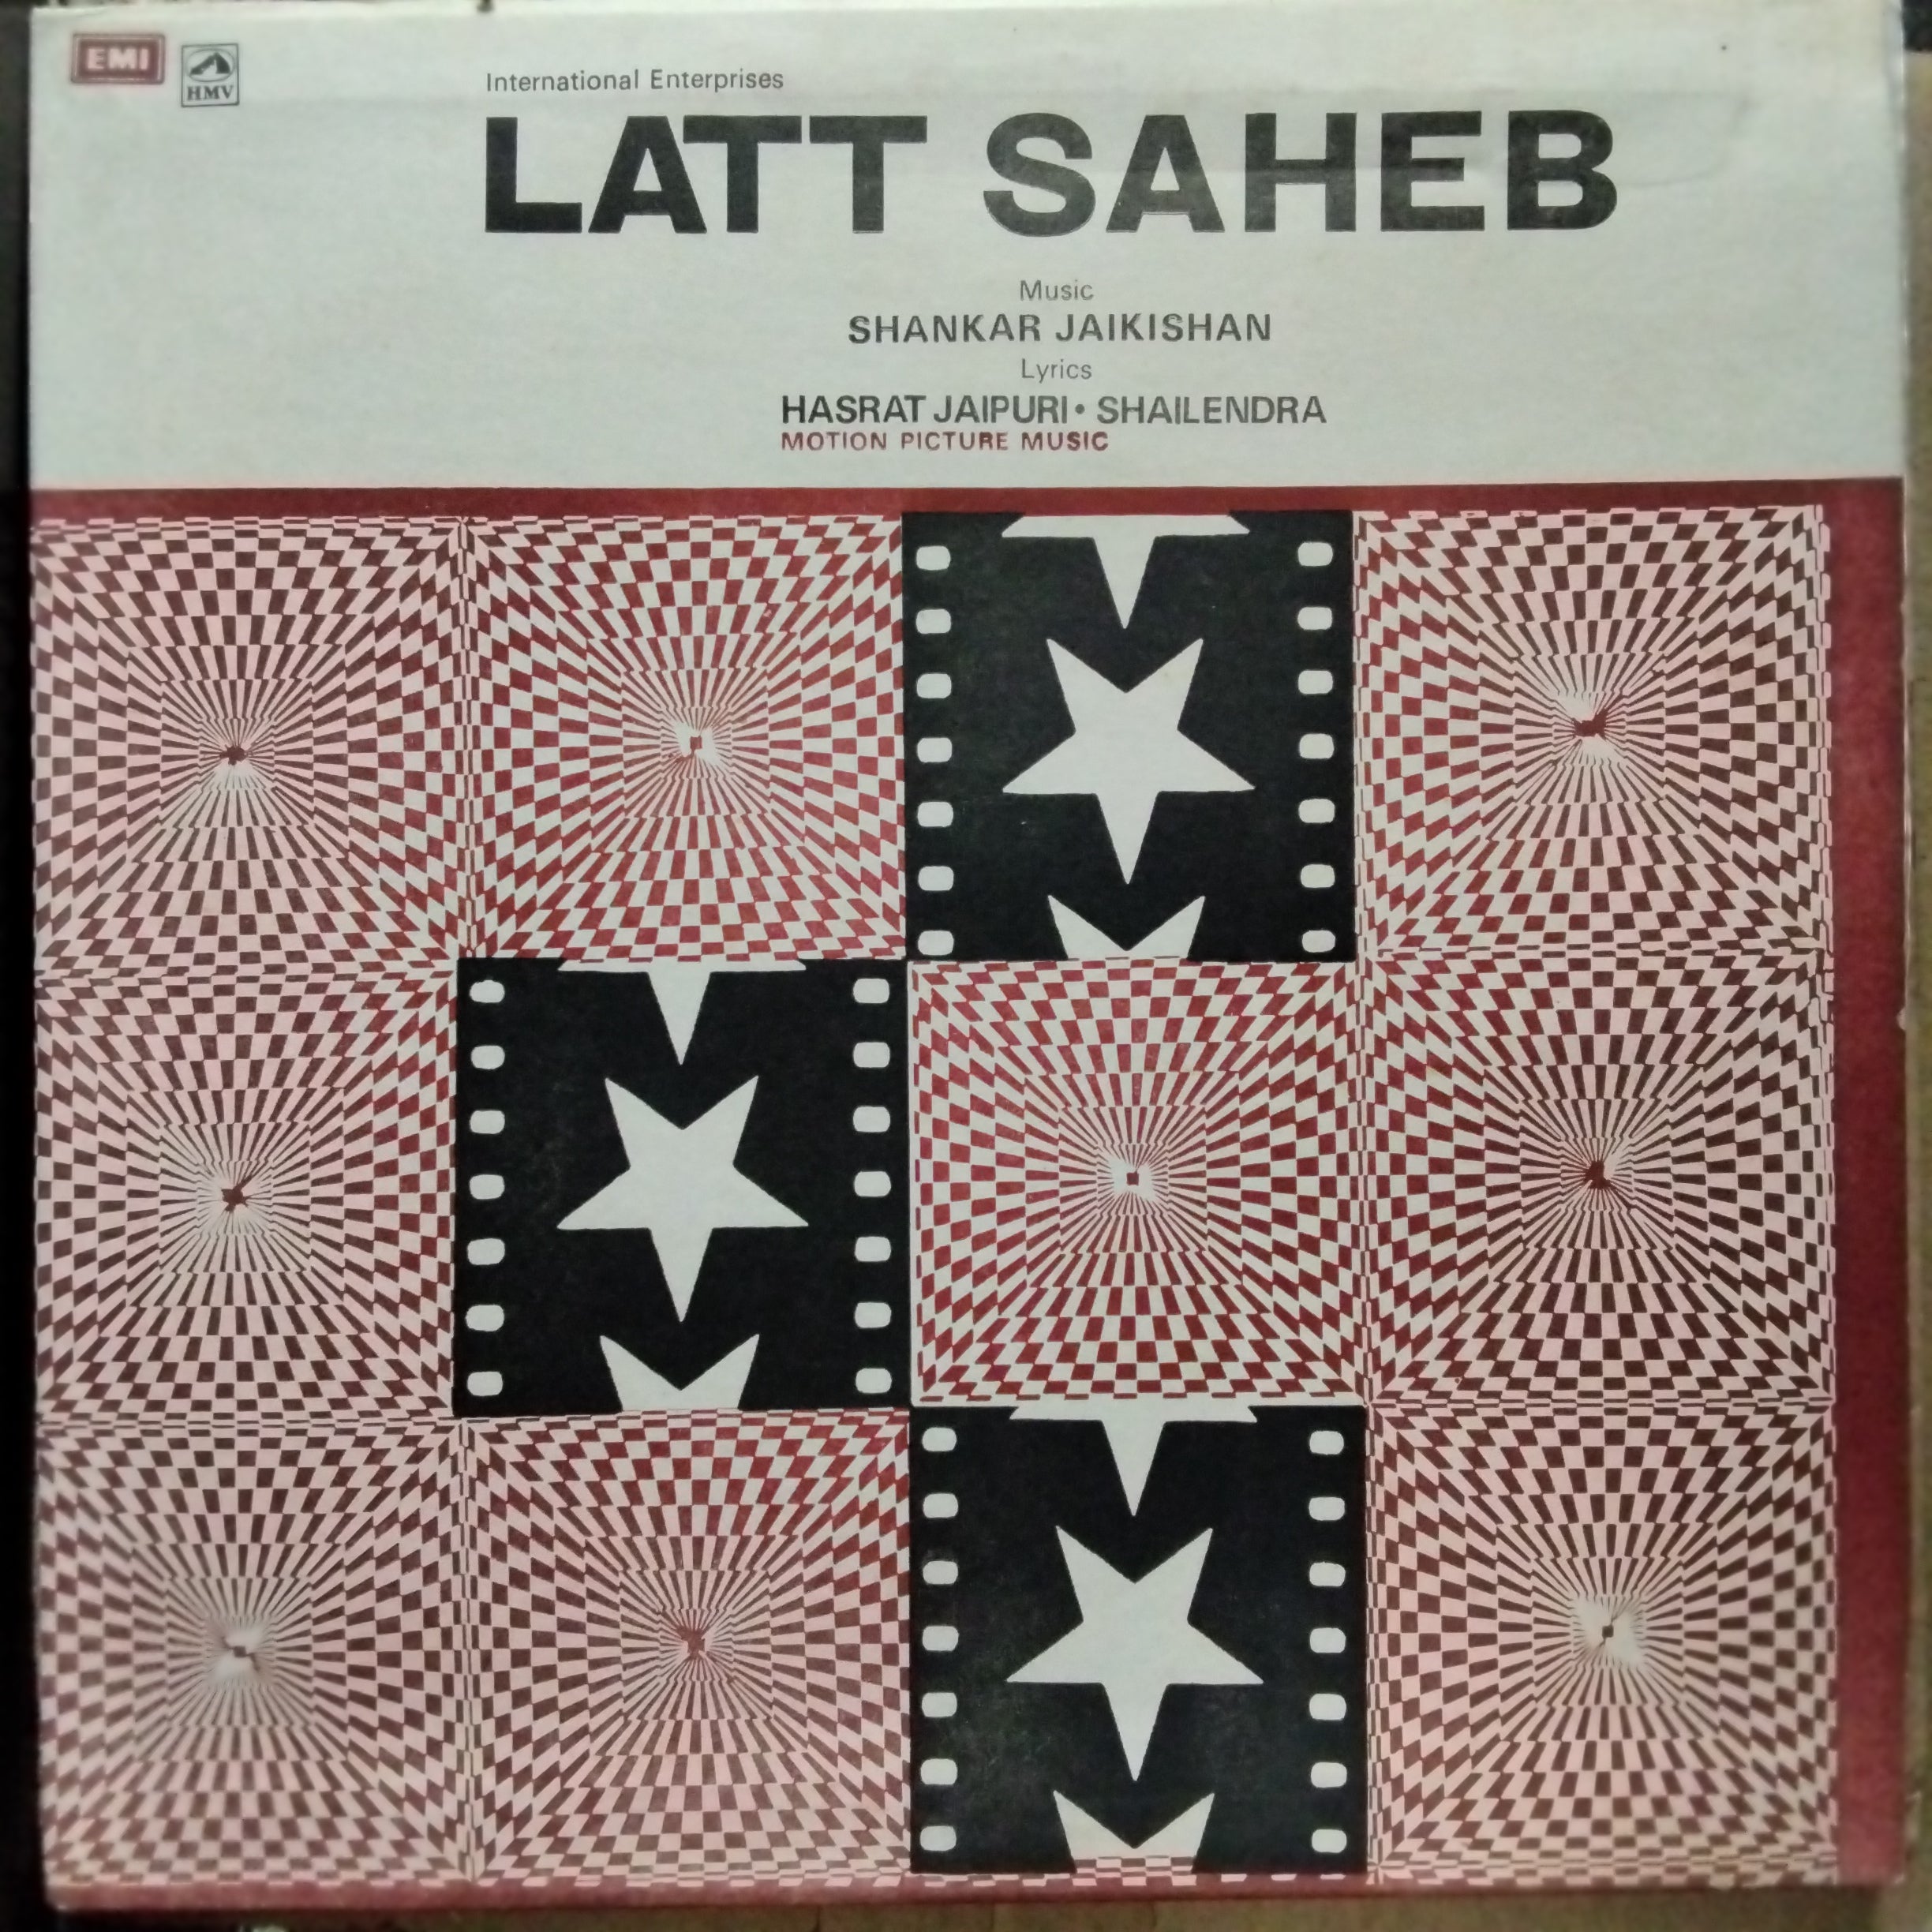 EMI
HMV
International Enterprises
LATT SAHEB
Music
SHANKAR JAIKISHAN
Lyrics
HASRAT JAIPURI • SHAILENDRA
MOTION PICTURE MUSIC